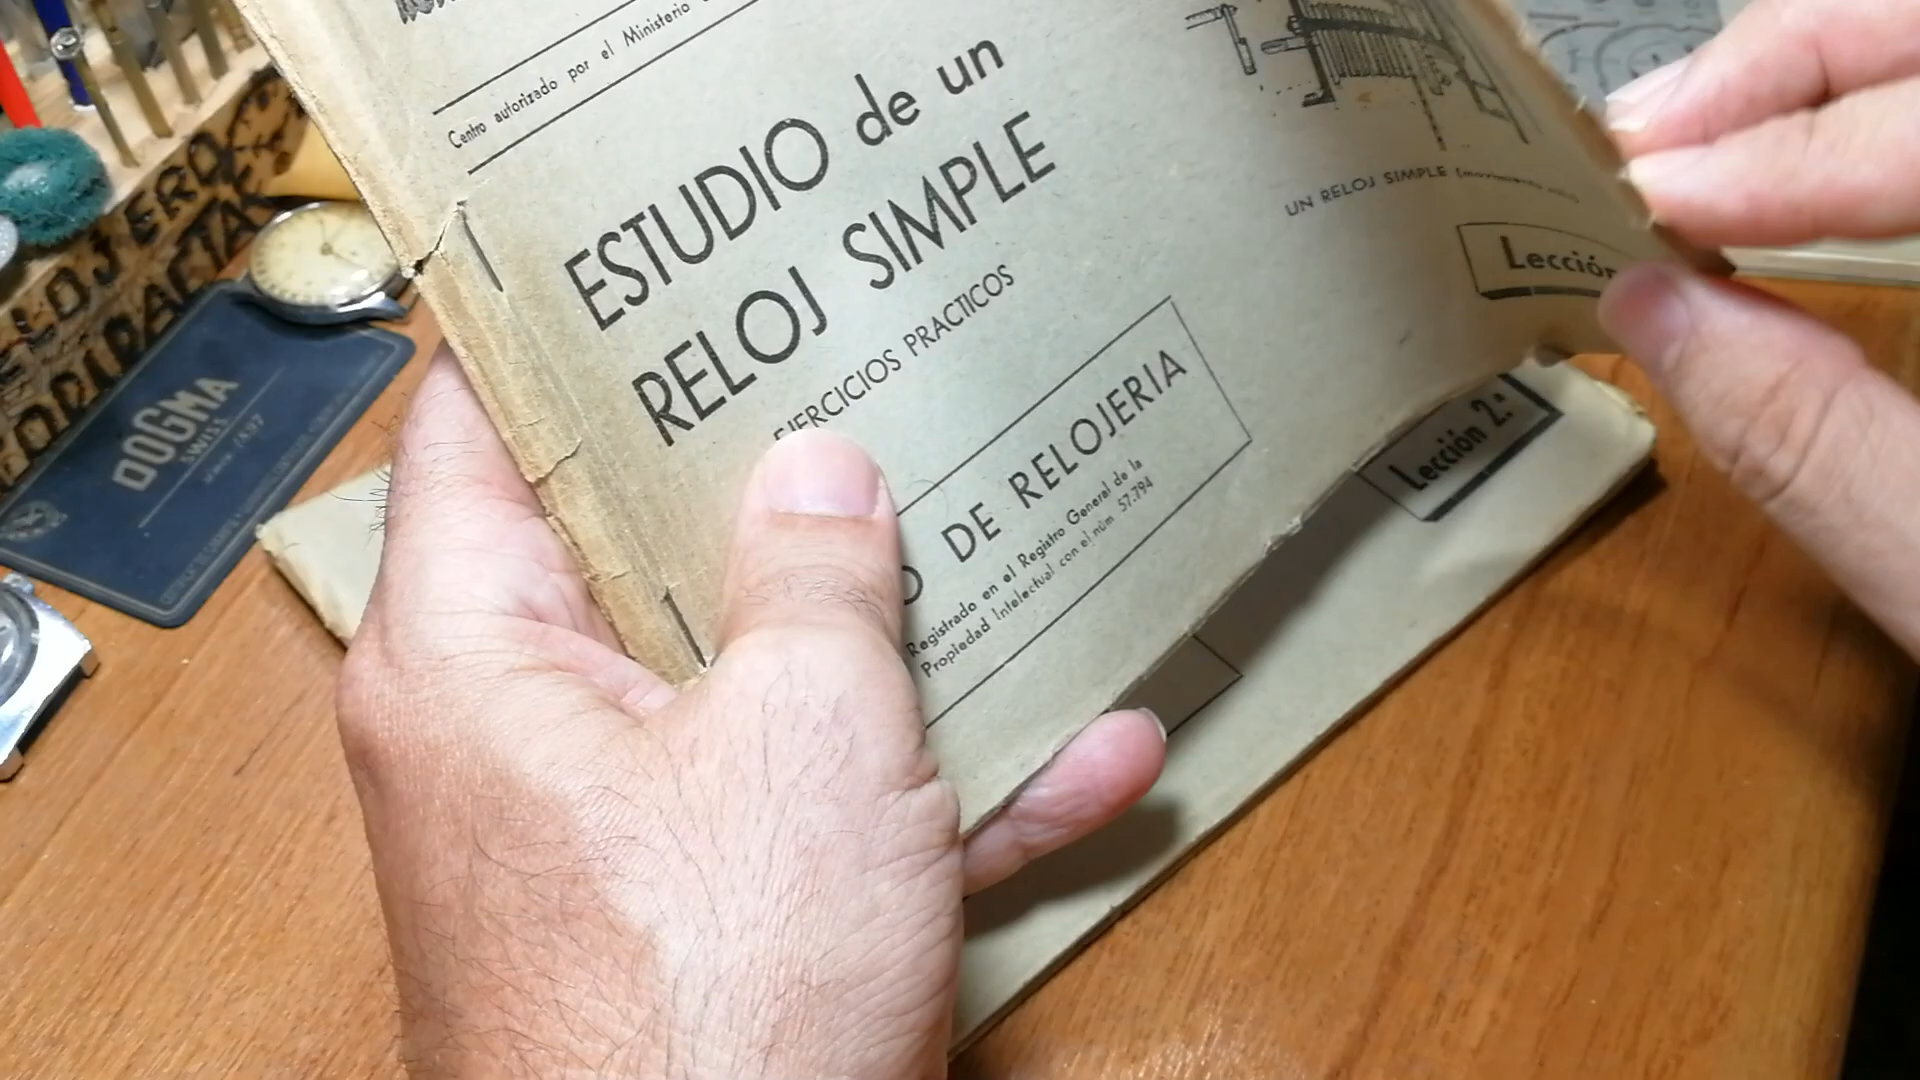 Centro autorizado por el Ministerio
ESTUDIO de un
RELOJ SIMPLE
EJERCICIOS PRACTICOS
DE RELOJERIA
Registrado en el Registro General de la
Propiedad Intelectual con el núm 57.794
UN RELOJ SIMPLE
Lección
Lección 2.ª
RELOJERO
DOGMA
SWISS